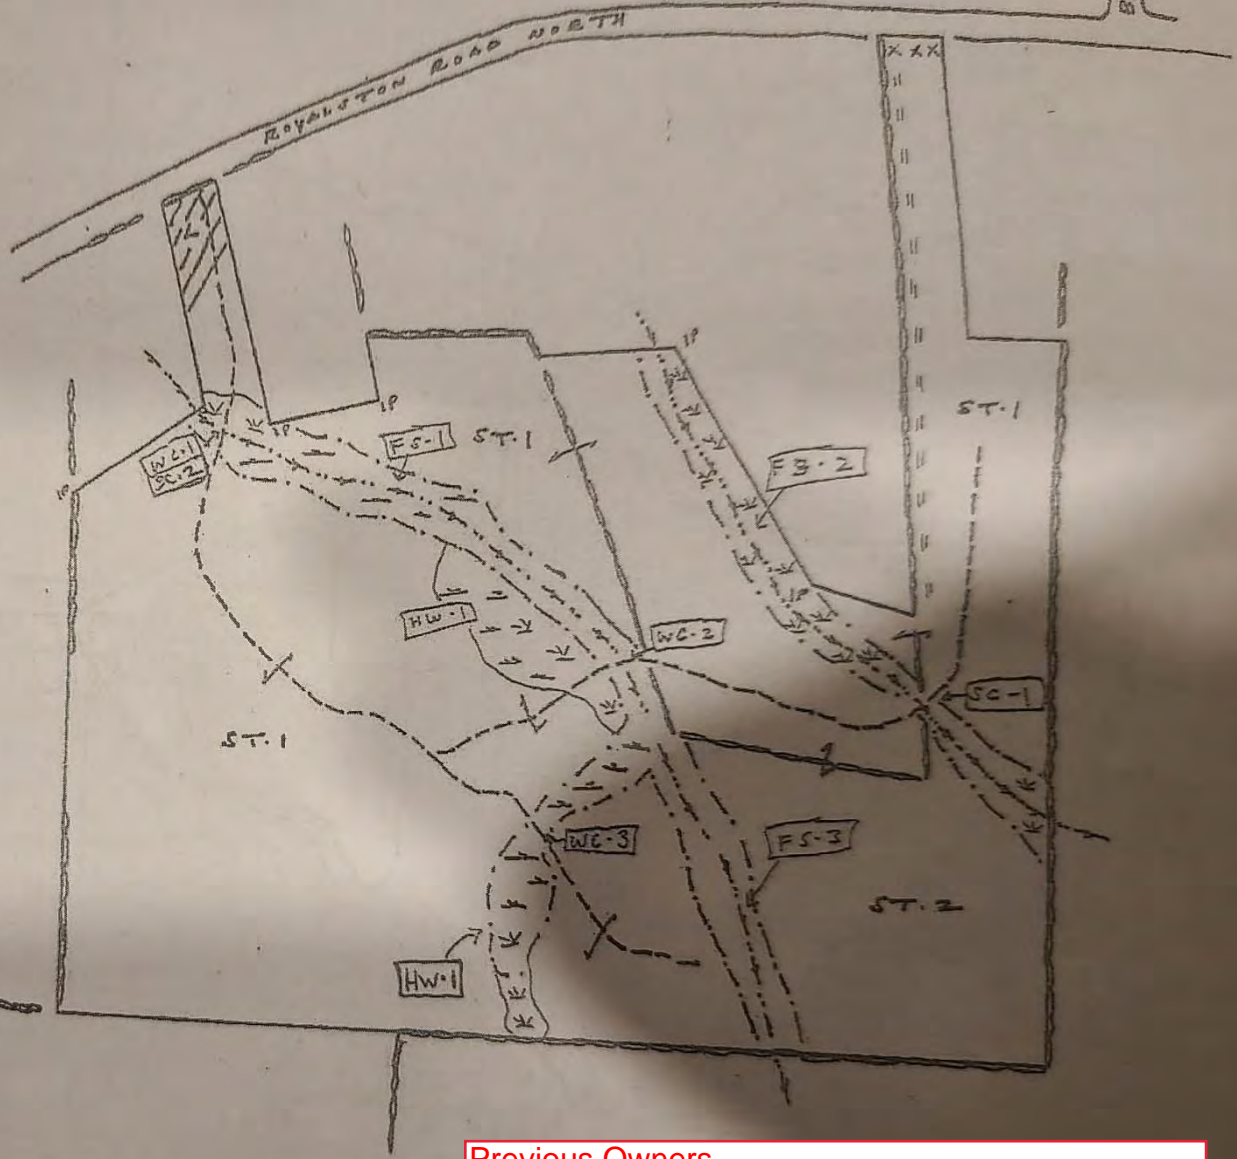 B
ROYALSTON ROAD NORTH
X X X
IP
ST.1
IP
FS-1
ST.1
IP
FS-2
WC-1
SC-2
IP
HW-1
WC-2
SC-1
ST.1
WC-3
FS-3
ST.2
HW-1
Previous Owners